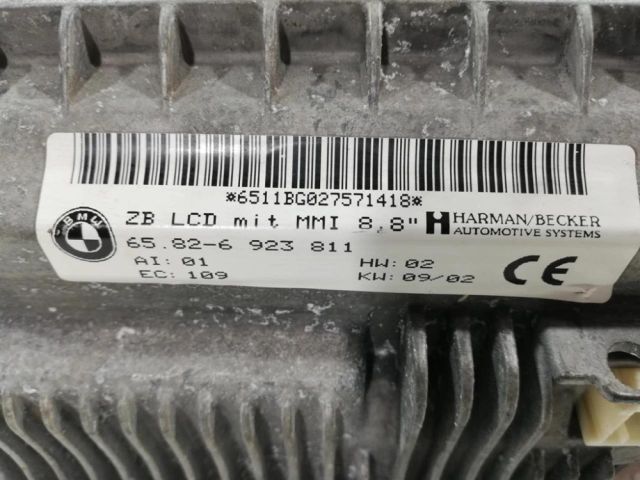 *6511BG027571418*
BMW
ZB LCD mit MMI 8,8"
H HARMAN/BECKER
AUTOMOTIVE SYSTEMS
65.82-6 923 811
AI: 01 HW: 02
EC: 109 KW: 09/02
CE